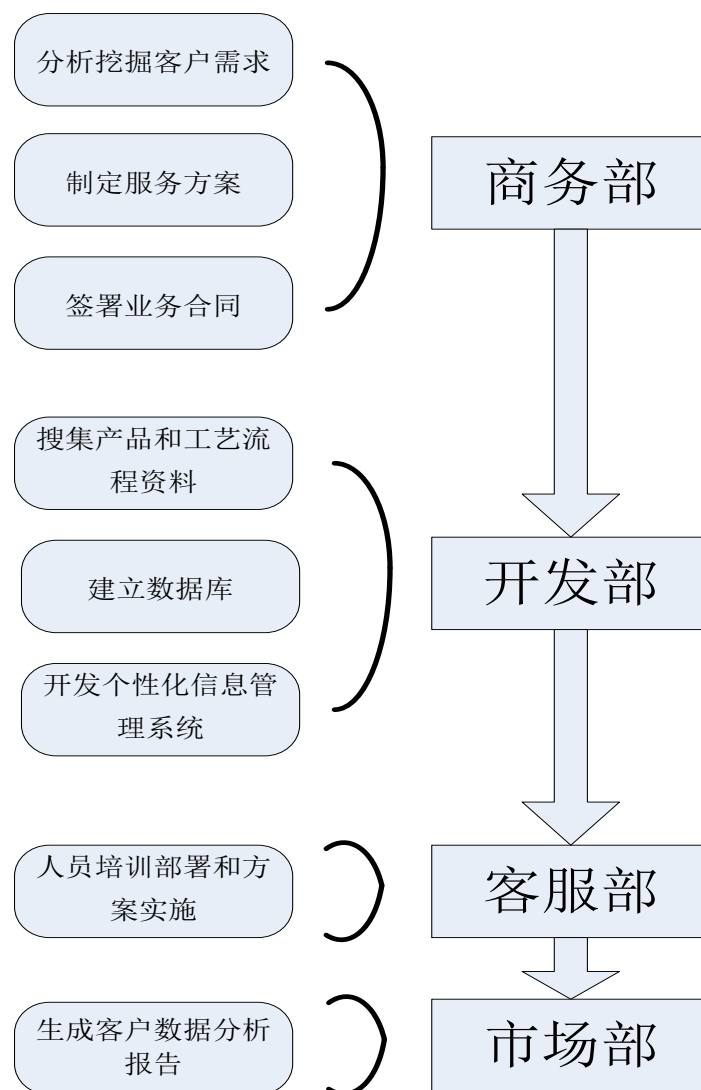 分析挖掘客户需求
制定服务方案
商务部
签署业务合同
搜集产品和工艺流
程资料
建立数据库
开发部
开发个性化信息管
理系统
人员培训部署和方
案实施
客服部
生成客户数据分析
报告
市场部